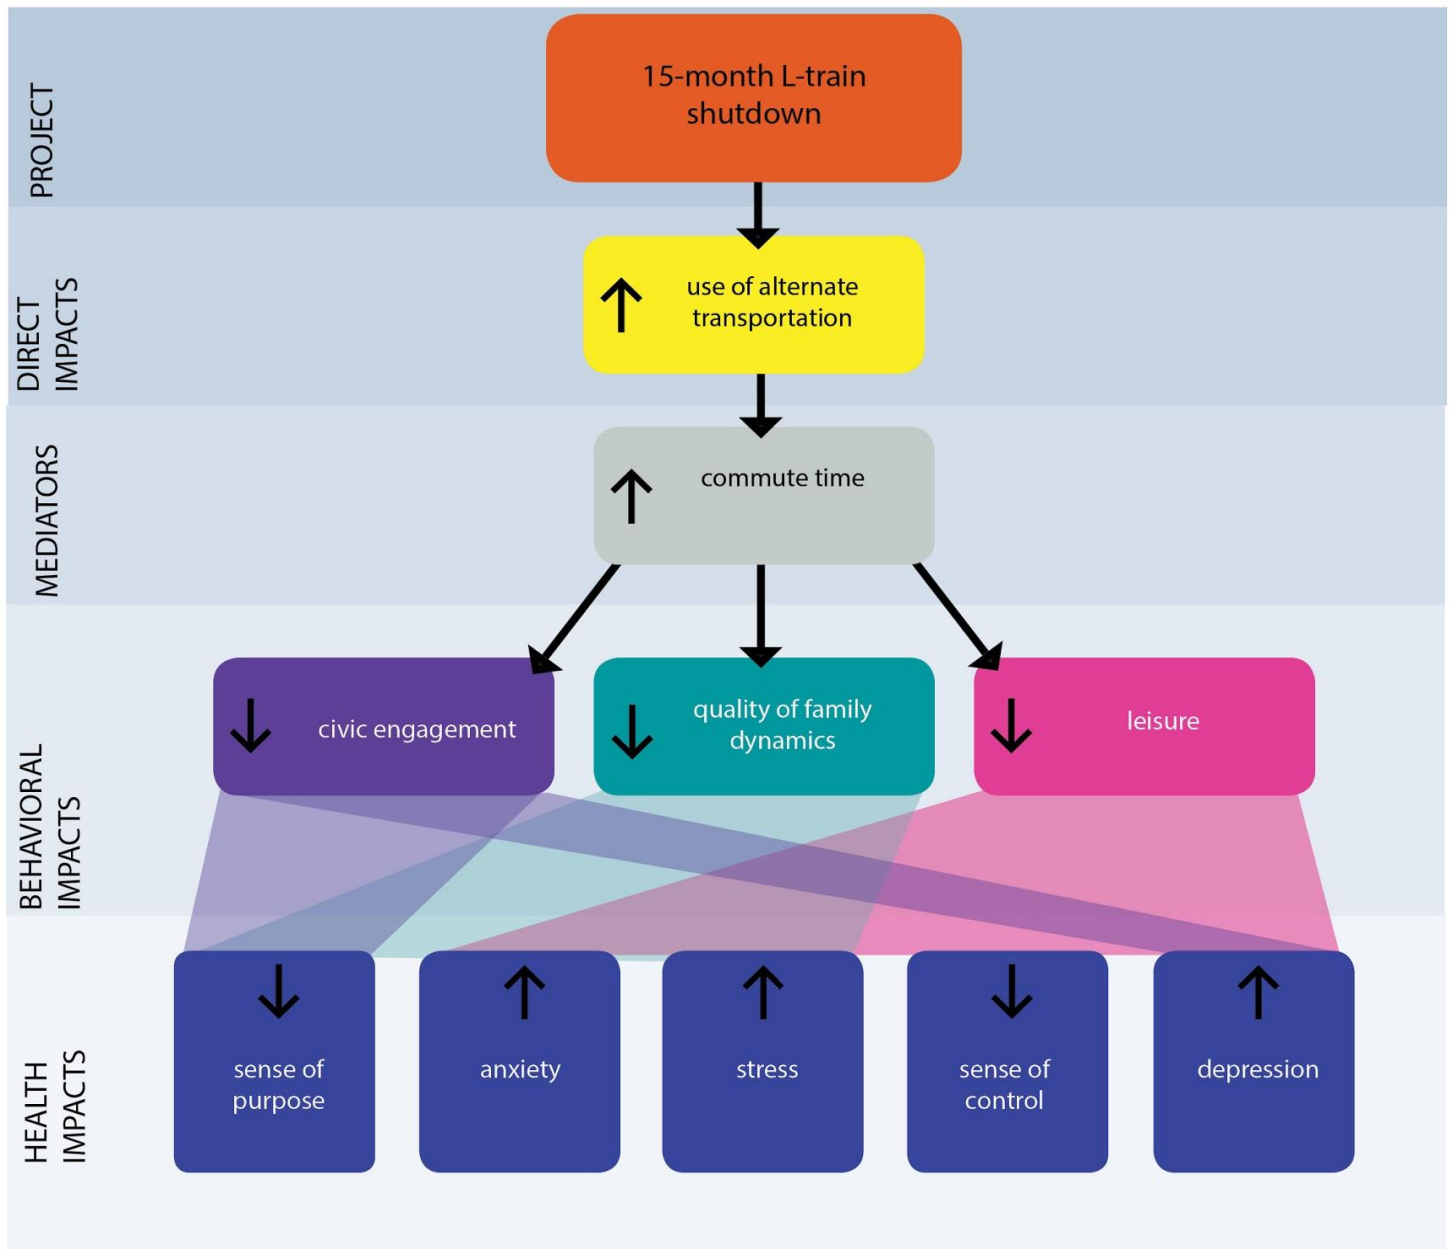 PROJECT
15-month L-train
shutdown
DIRECT
IMPACTS
use of alternate
transportation
MEDIATORS
commute time
BEHAVIORAL
IMPACTS
civic engagement
quality of family
dynamics
leisure
HEALTH
IMPACTS
sense of
purpose
anxiety
stress
sense of
control
depression